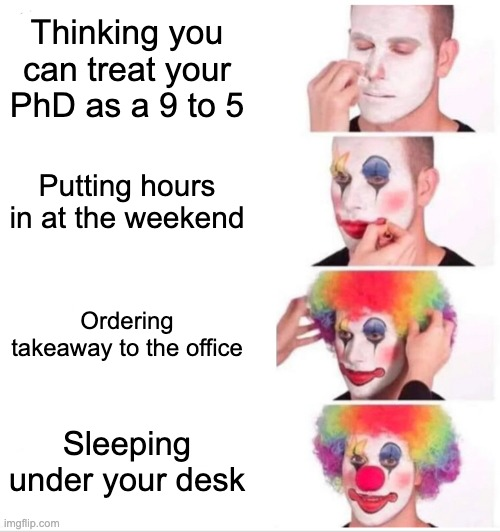 Thinking you
can treat your
PhD as a 9 to 5
Putting hours
in at the weekend
Ordering
takeaway to the office
Sleeping
under your desk
imgflip.com